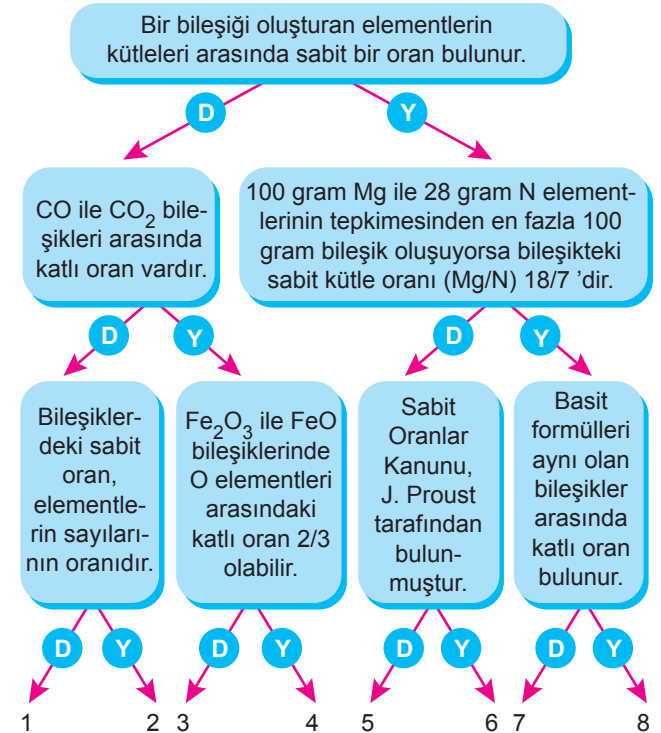 Bir bileşiği oluşturan elementlerin
kütleleri arasında sabit bir oran bulunur.
D
Y
CO ile CO₂ bile-
şikleri arasında
katlı oran vardır.
100 gram Mg ile 28 gram N element-
lerinin tepkimesinden en fazla 100
gram bileşik oluşuyorsa bileşikteki
sabit kütle oranı (Mg/N) 18/7 ’dir.
D
Y
D
Y
Bileşikler-
deki sabit
oran,
elementle-
rin sayıları-
nın oranıdır.
Fe₂O₃ ile FeO
bileşiklerinde
O elementleri
arasındaki
katlı oran 2/3
olabilir.
Sabit
Oranlar
Kanunu,
J. Proust
tarafından
bulun-
muştur.
Basit
formülleri
aynı olan
bileşikler
arasında
katlı oran
bulunur.
D
Y
D
Y
D
Y
D
Y
1
2
3
4
5
6
7
8